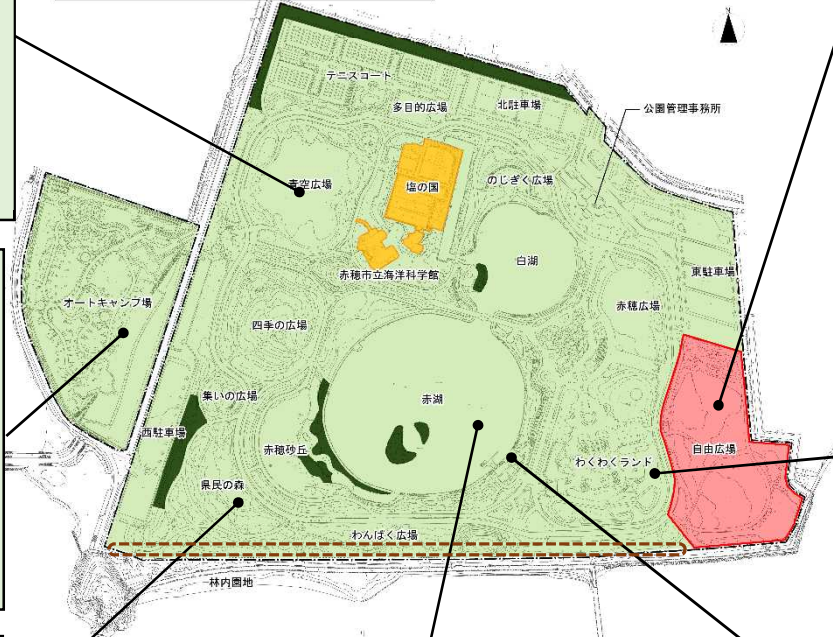 テニスコート
多目的広場
北駐車場
公園管理事務所
青空広場
塩の国
のじぎく広場
白湖
赤穂市立海洋科学館
東駐車場
オートキャンプ場
赤穂広場
四季の広場
集いの広場
赤湖
西駐車場
赤穂砂丘
わくわくランド
自由広場
県民の森
わんぱく広場
林内園地